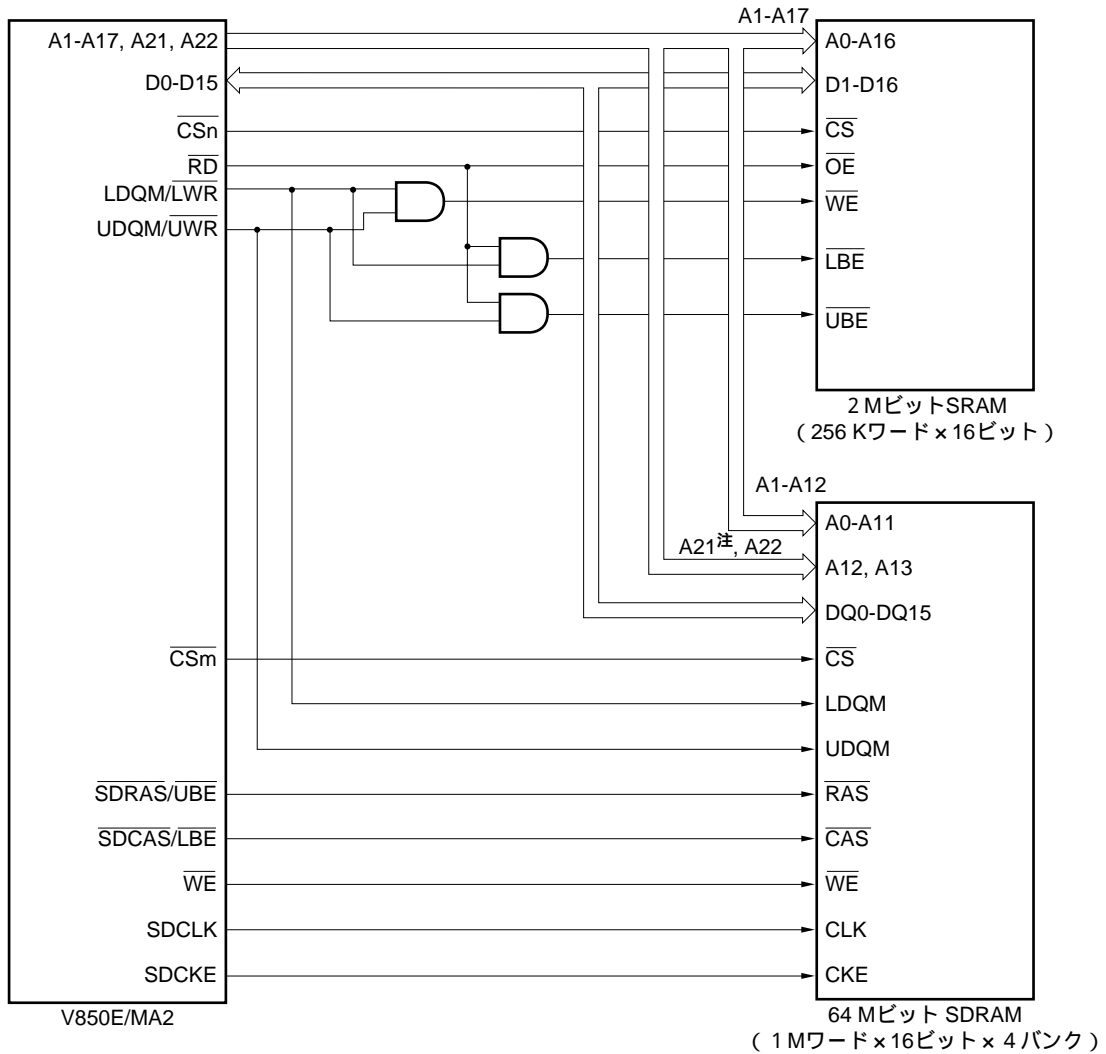 A1-A17
A1-A17, A21, A22
A0-A16
D0-D15
D1-D16
CSn
CS
RD
OE
LDQM/LWR
WE
UDQM/UWR
LBE
UBE
2 MビットSRAM
( 256 Kワード×16ビット )
A1-A12
A0-A11
A21注, A22
A12, A13
DQ0-DQ15
CSm
CS
LDQM
UDQM
SDRAS/UBE
RAS
SDCAS/LBE
CAS
WE
WE
SDCLK
CLK
SDCKE
CKE
V850E/MA2
64 Mビット SDRAM
( 1 Mワード×16ビット× 4 バンク )